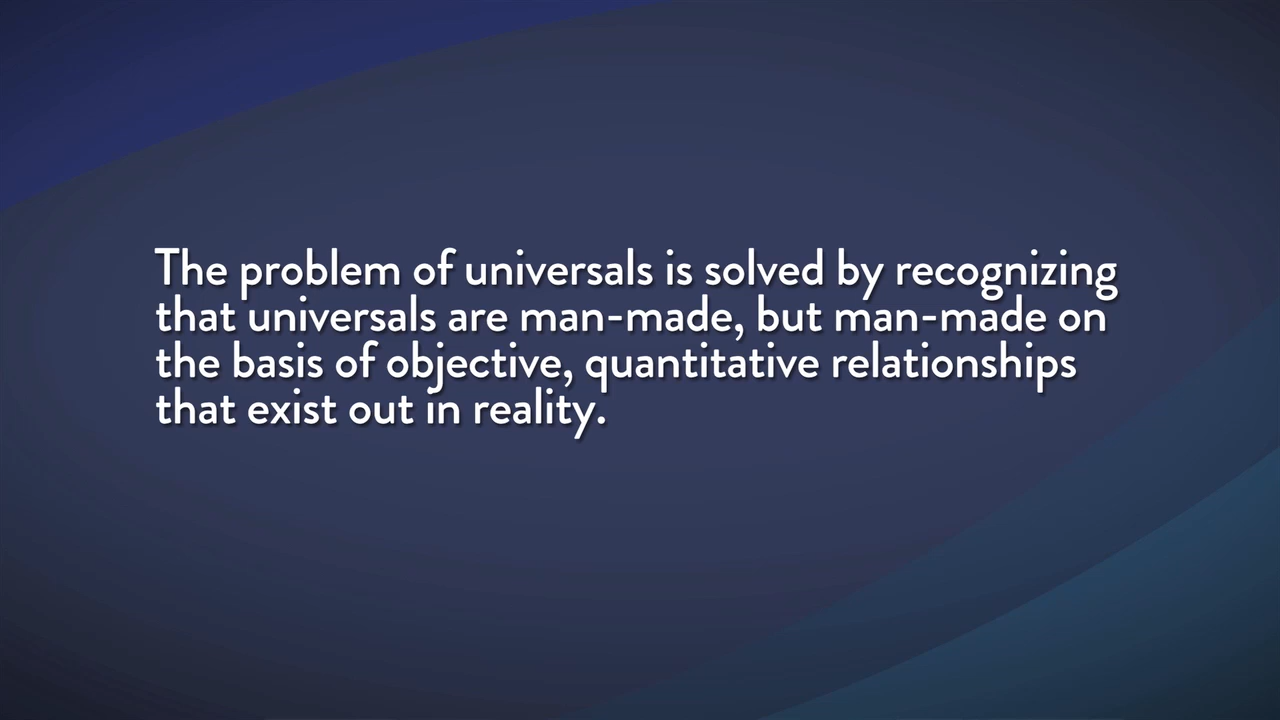 The problem of universals is solved by recognizing
that universals are man-made, but man-made on
the basis of objective, quantitative relationships
that exist out in reality.